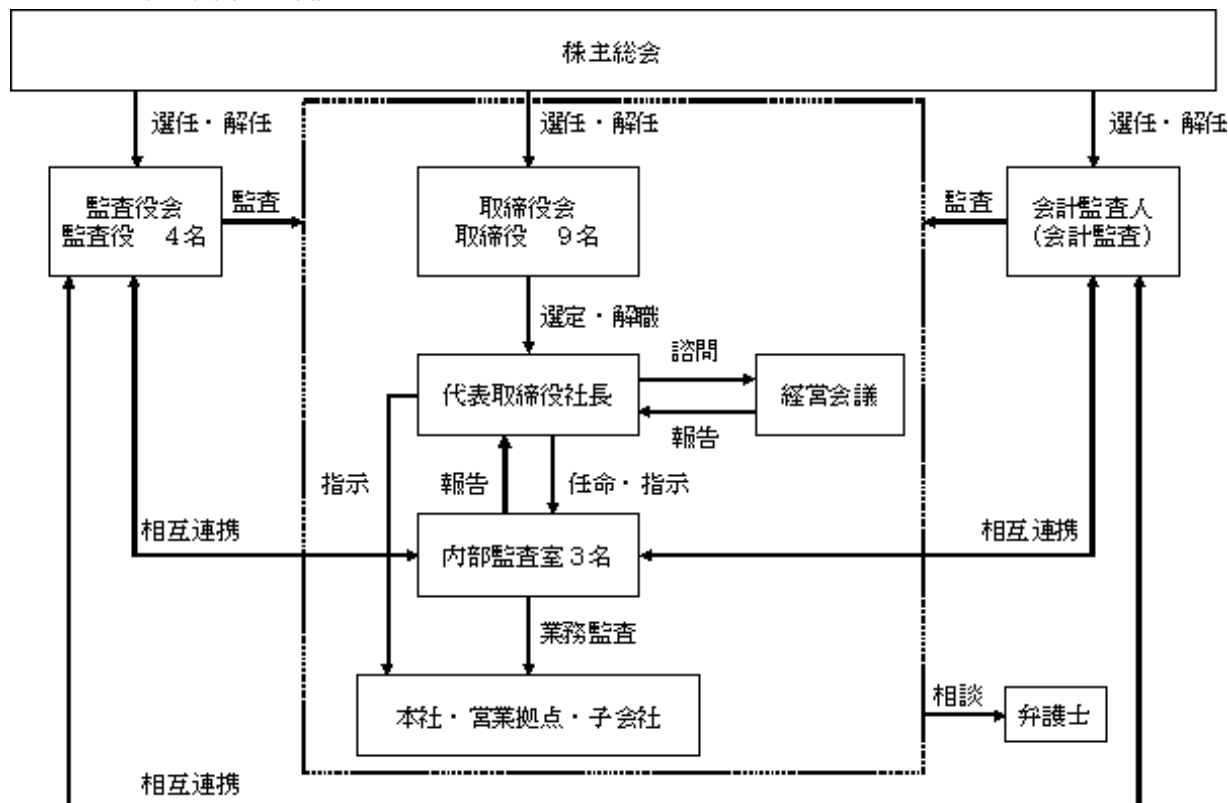 株主総会
選任・解任
選任・解任
選任・解任
監査役会
監査役　4名
監査
取締役会
取締役　9名
監査
会計監査人
(会計監査)
選定・解職
諮問
代表取締役社長
経営会議
報告
指示
報告
任命・指示
相互連携
内部監査室3名
相互連携
業務監査
本社・営業拠点・子会社
相談
弁護士
相互連携